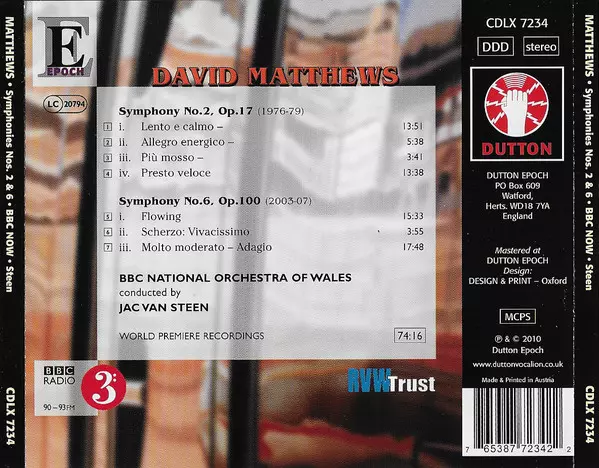 MATTHEWS • Symphonies Nos. 2 & 6 • BBC NOW • Steen
CDLX 7234
E
EPOCH
LC 20794
DAVID MATTHEWS
Symphony No.2, Op.17 (1976-79)
1 i. Lento e calmo – 13:51
2 ii. Allegro energico – 5:38
3 iii. Più mosso – 3:41
4 iv. Presto veloce 13:38
Symphony No.6, Op.100 (2003-07)
5 i. Flowing 15:33
6 ii. Scherzo: Vivacissimo 3:55
7 iii. Molto moderato – Adagio 17:48
BBC NATIONAL ORCHESTRA OF WALES
conducted by
JAC VAN STEEN
WORLD PREMIERE RECORDINGS 74:16
BBC
RADIO
3
90 – 93 FM
RVW Trust
CDLX 7234
DDD stereo
DUTTON
DUTTON EPOCH
PO Box 609
Watford,
Herts. WD18 7YA
England
Mastered at
DUTTON EPOCH
Design:
DESIGN & PRINT – Oxford
MCPS
℗ & © 2010
Dutton Epoch
www.duttonvocalion.co.uk
Made & Printed in Austria
7 65387 72342 2
MATTHEWS • Symphonies Nos. 2 & 6 • BBC NOW • Steen
CDLX 7234